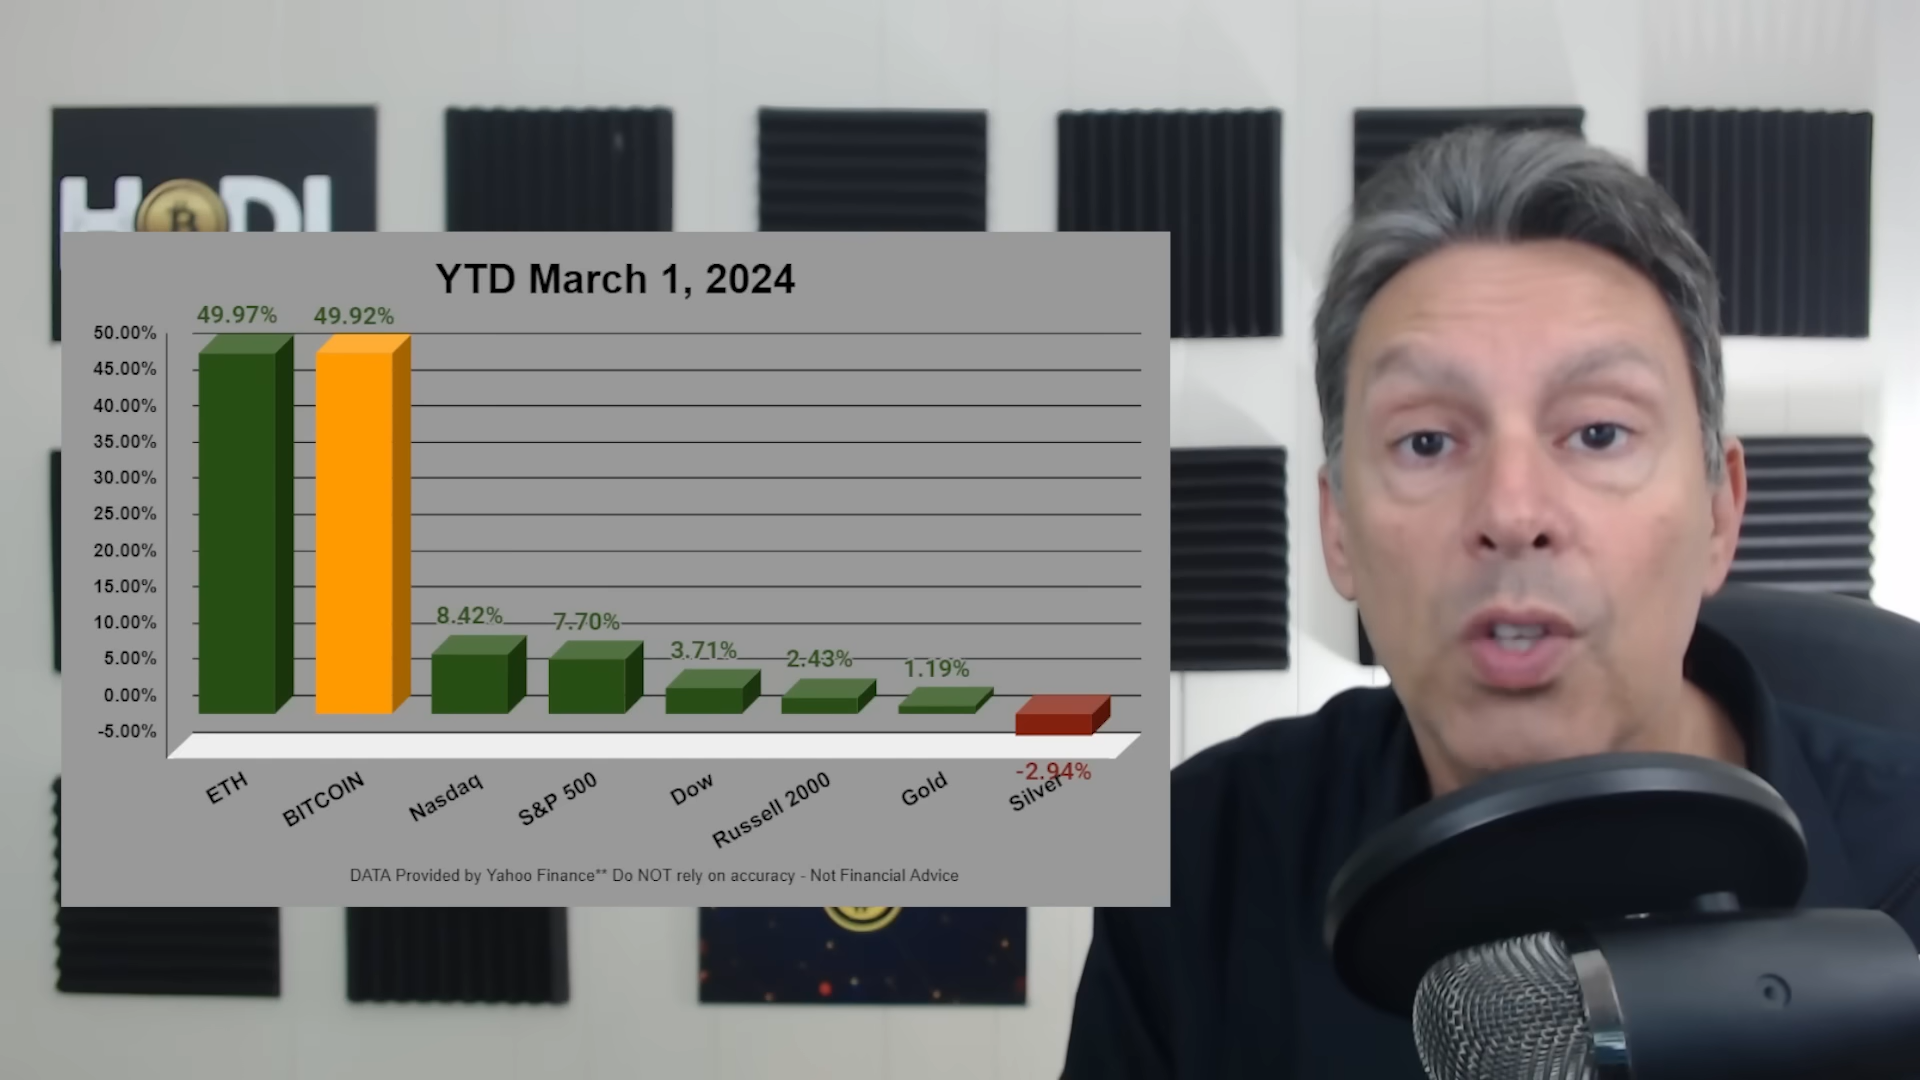 HODL
YTD March 1, 2024
49.97%
49.92%
8.42%
7.70%
3.71%
2.43%
1.19%
-2.94%
50.00%
45.00%
40.00%
35.00%
30.00%
25.00%
20.00%
15.00%
10.00%
5.00%
0.00%
-5.00%
ETH
BITCOIN
Nasdaq
S&P 500
Dow
Russell 2000
Gold
Silver
DATA Provided by Yahoo Finance** Do NOT rely on accuracy - Not Financial Advice